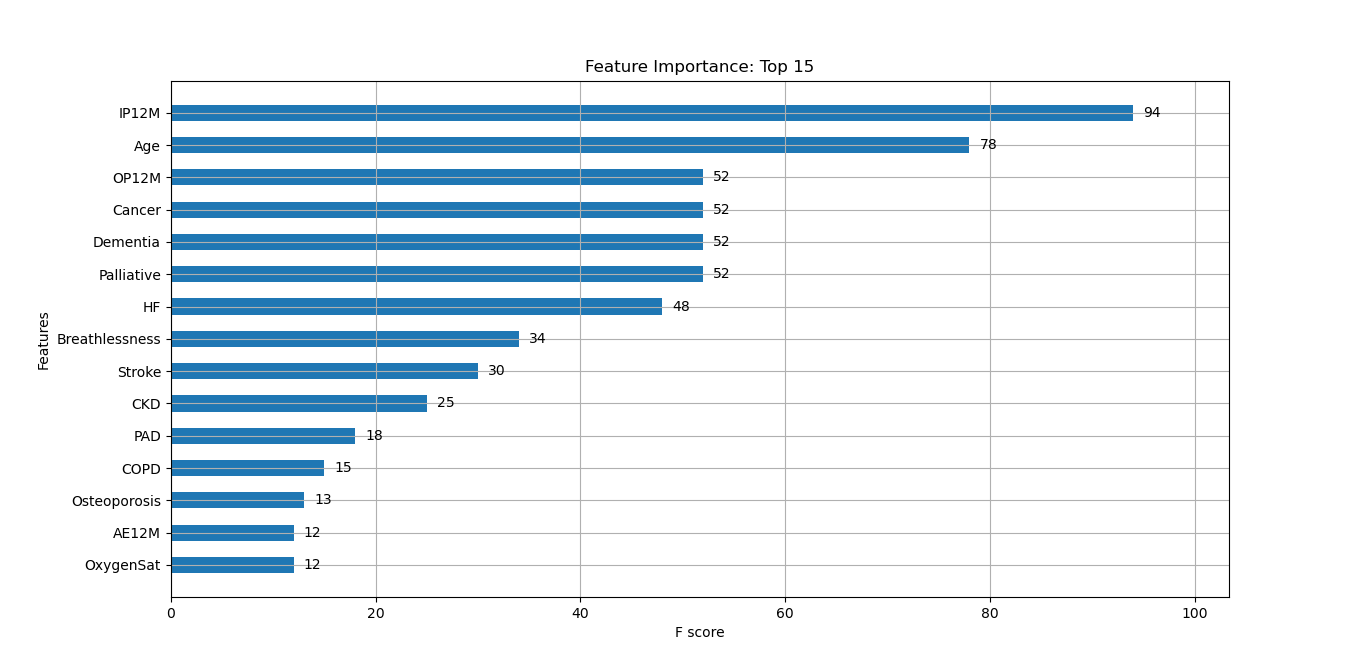 Feature Importance: Top 15
Features
IP12M 94
Age 78
OP12M 52
Cancer 52
Dementia 52
Palliative 52
HF 48
Breathlessness 34
Stroke 30
CKD 25
PAD 18
COPD 15
Osteoporosis 13
AE12M 12
OxygenSat 12
0 20 40 60 80 100
F score